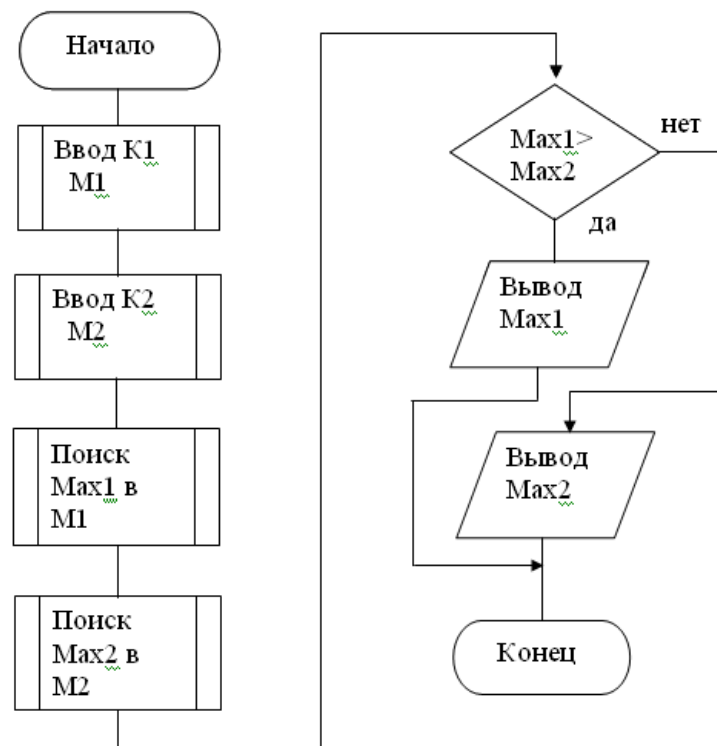 Начало
Ввод К1
М1
Ввод К2
М2
Поиск
Max1 в
М1
Поиск
Max2 в
М2
Max1>
Max2
нет
да
Вывод
Max1
Вывод
Max2
Конец